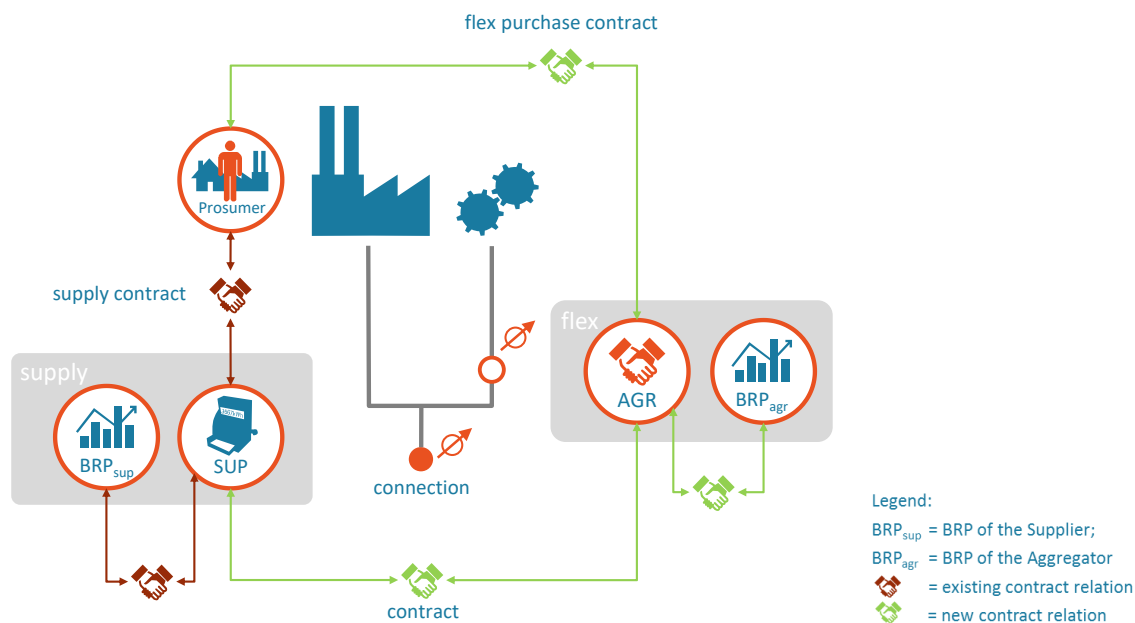 flex purchase contract
Prosumer
supply contract
flex
supply
AGR
BRPagr
BRPsup
SUP
connection
contract
Legend:
BRPsup = BRP of the Supplier;
BRPagr = BRP of the Aggregator
= existing contract relation
= new contract relation